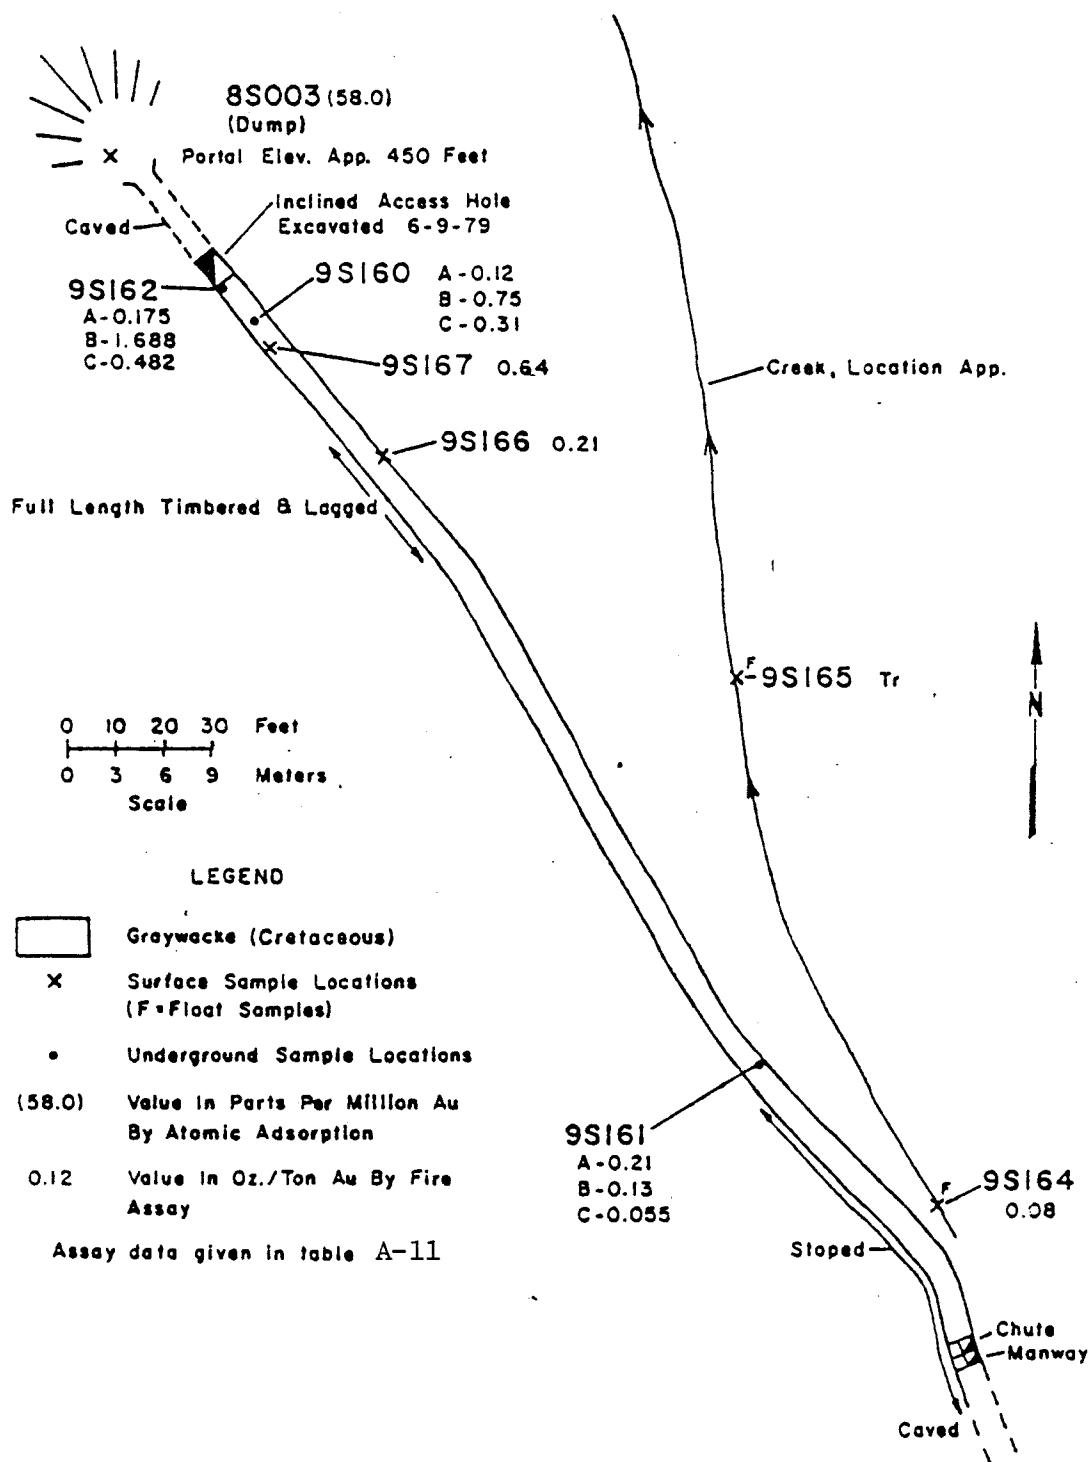 8S003 (58.0)
(Dump)
Portal Elev. App. 450 Feet
Inclined Access Hole
Excavated 6-9-79
Caved
9S162
A-0.175
B-1.688
C-0.482
9S160
A-0.12
B-0.75
C-0.31
9S167 0.64
Creek, Location App.
9S166 0.21
Full Length Timbered & Lagged
F
9S165 Tr
N
0 10 20 30 Feet
0 3 6 9 Meters
Scale
LEGEND
Graywacke (Cretaceous)
X Surface Sample Locations
(F=Float Samples)
Underground Sample Locations
(58.0) Value In Parts Per Million Au
By Atomic Adsorption
0.12 Value In Oz./Ton Au By Fire
Assay
Assay data given in table A-11
9S161
A-0.21
B-0.13
C-0.055
F
9S164
0.08
Stoped
Chute
Manway
Caved